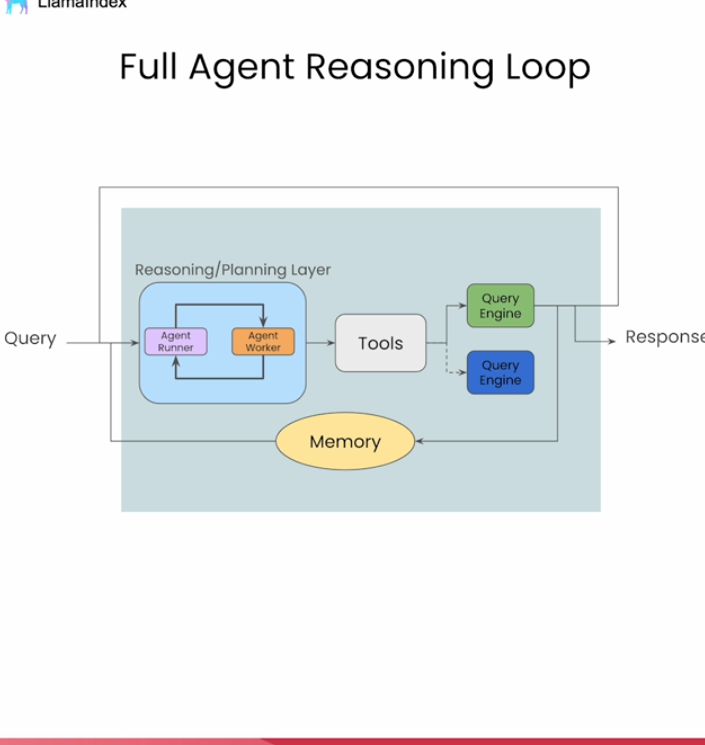 LlamaIndex
Full Agent Reasoning Loop
Reasoning/Planning Layer
Query
Agent
Runner
Agent
Worker
Tools
Query
Engine
Query
Engine
Response
Memory